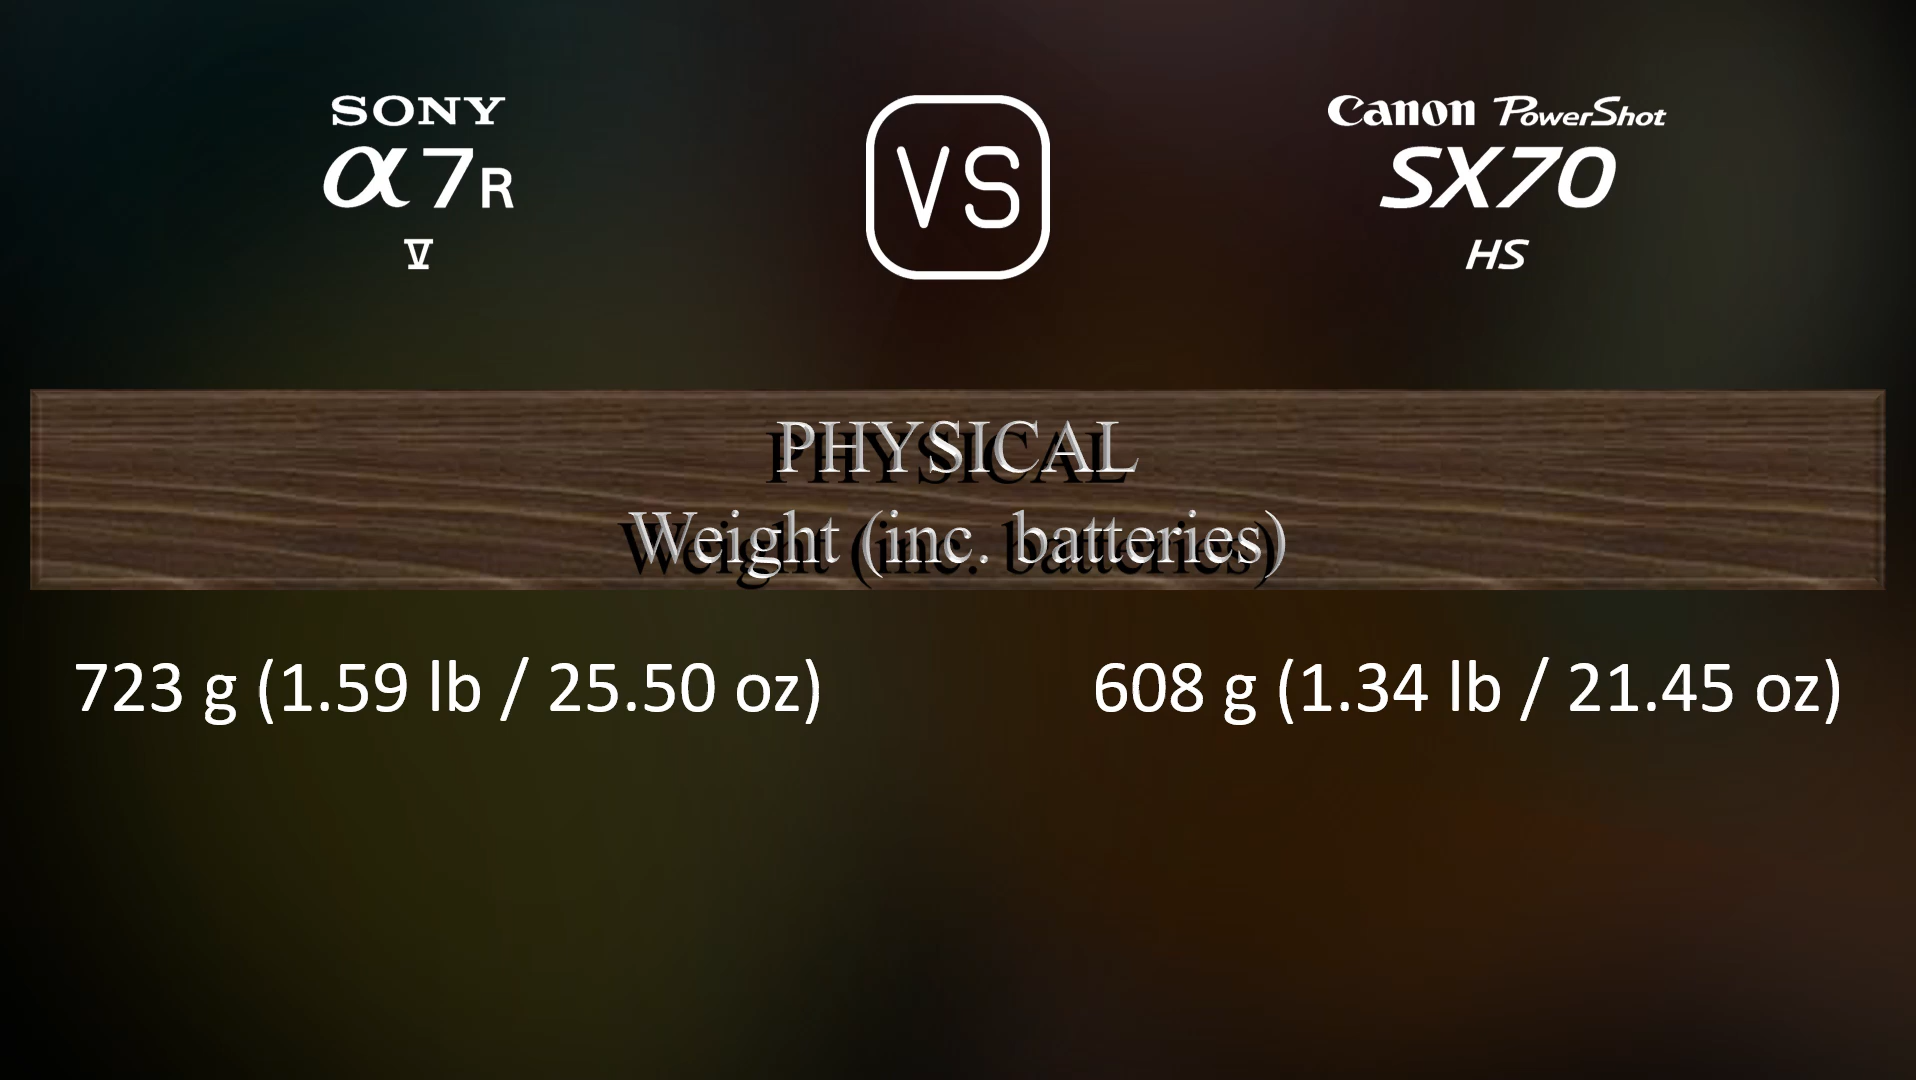 SONY
α7R
V
VS
Canon PowerShot
SX70
HS
PHYSICAL
Weight (inc. batteries)
723 g (1.59 lb / 25.50 oz)
608 g (1.34 lb / 21.45 oz)